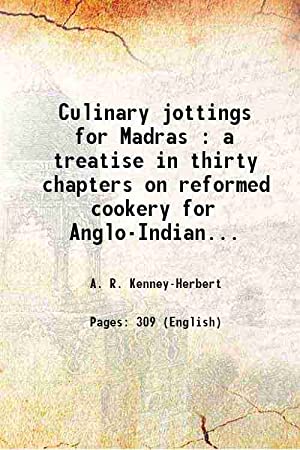 Culinary jottings
for Madras : a
treatise in thirty
chapters on reformed
cookery for
Anglo-Indian...
A. R. Kenney-Herbert
Pages: 309 (English)